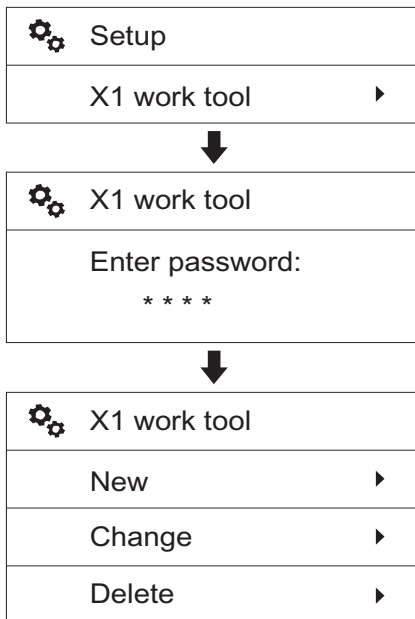 Setup
X1 work tool
X1 work tool
Enter password:
* * * *
X1 work tool
New
Change
Delete